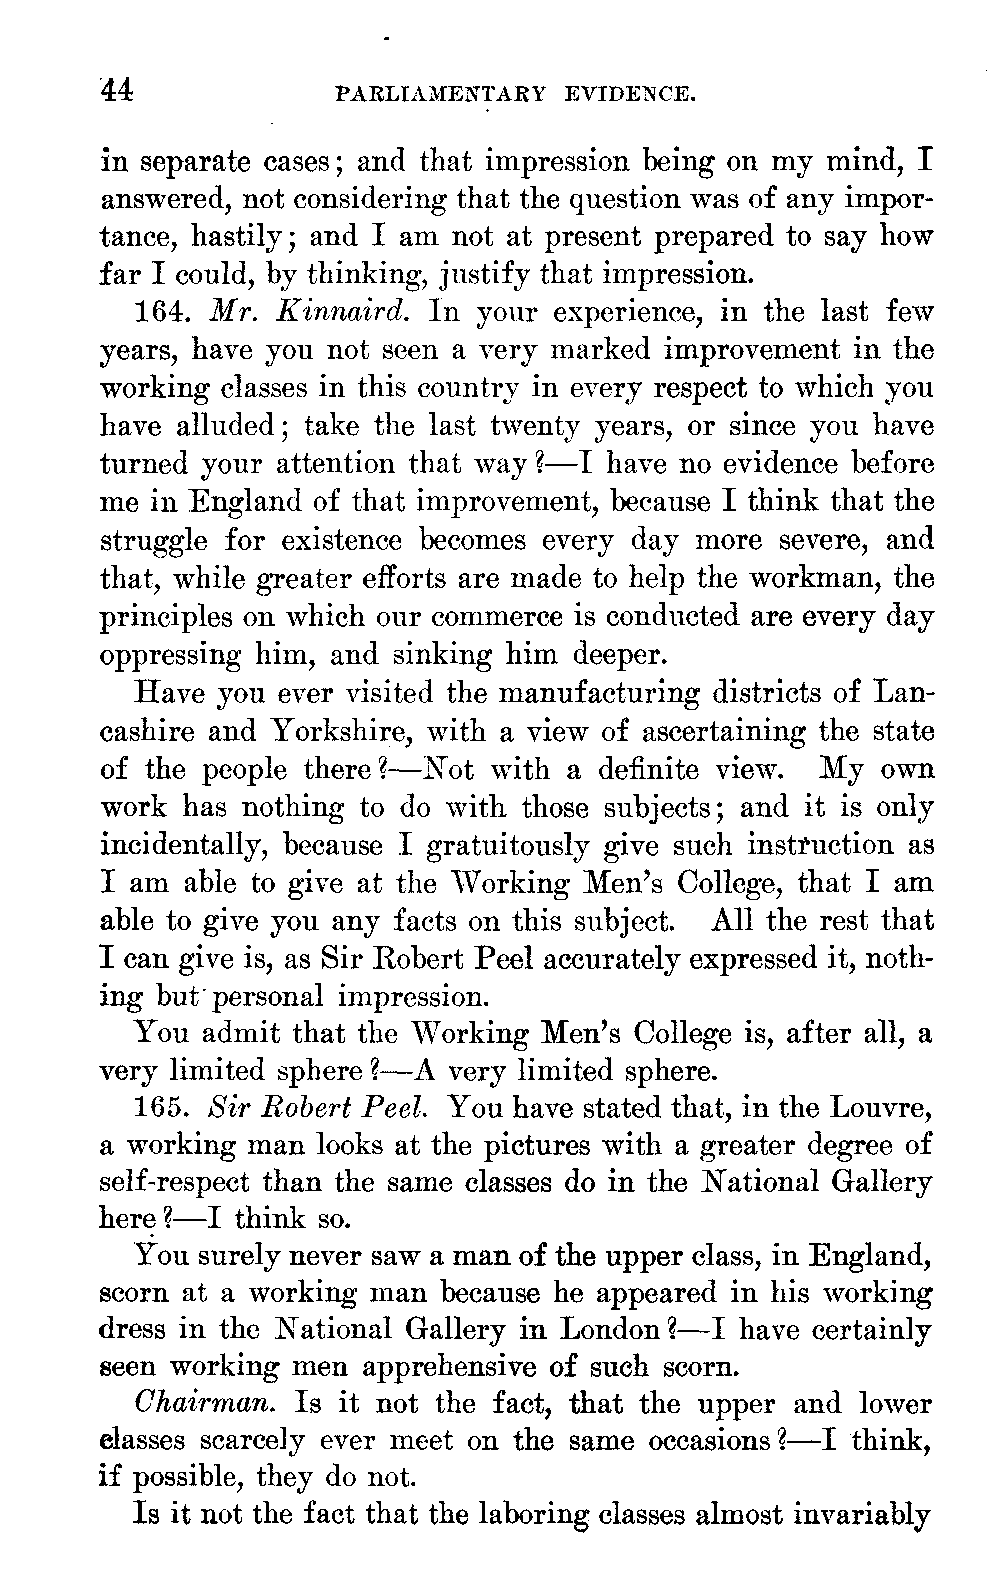 44 PARLIAMENTARY EVIDENCE.
in separate cases; and that impression being on my mind, I
answered, not considering that the question was of any impor-
tance, hastily; and I am not at present prepared to say how
far I could, by thinking, justify that impression.
164. Mr. Kinnaird. In your experience, in the last few
years, have you not seen a very marked improvement in the
working classes in this country in every respect to which you
have alluded; take the last twenty years, or since you have
turned your attention that way?—I have no evidence before
me in England of that improvement, because I think that the
struggle for existence becomes every day more severe, and
that, while greater efforts are made to help the workman, the
principles on which our commerce is conducted are every day
oppressing him, and sinking him deeper.
Have you ever visited the manufacturing districts of Lan-
cashire and Yorkshire, with a view of ascertaining the state
of the people there?—Not with a definite view. My own
work has nothing to do with those subjects; and it is only
incidentally, because I gratuitously give such instruction as
I am able to give at the Working Men's College, that I am
able to give you any facts on this subject. All the rest that
I can give is, as Sir Robert Peel accurately expressed it, noth-
ing but personal impression.
You admit that the Working Men's College is, after all, a
very limited sphere?—A very limited sphere.
165. Sir Robert Peel. You have stated that, in the Louvre,
a working man looks at the pictures with a greater degree of
self-respect than the same classes do in the National Gallery
here?—I think so.
You surely never saw a man of the upper class, in England,
scorn at a working man because he appeared in his working
dress in the National Gallery in London?—I have certainly
seen working men apprehensive of such scorn.
Chairman. Is it not the fact, that the upper and lower
classes scarcely ever meet on the same occasions?—I think,
if possible, they do not.
Is it not the fact that the laboring classes almost invariably